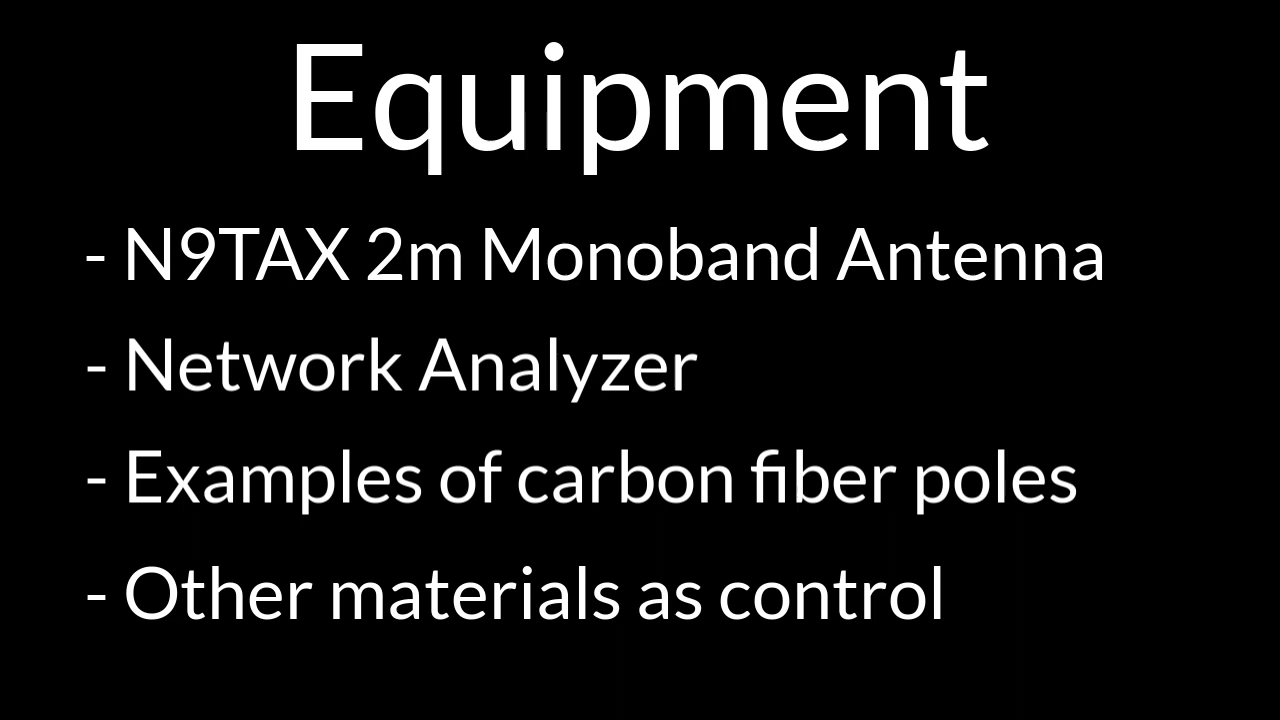 Equipment
- N9TAX 2m Monoband Antenna
- Network Analyzer
- Examples of carbon fiber poles
- Other materials as control